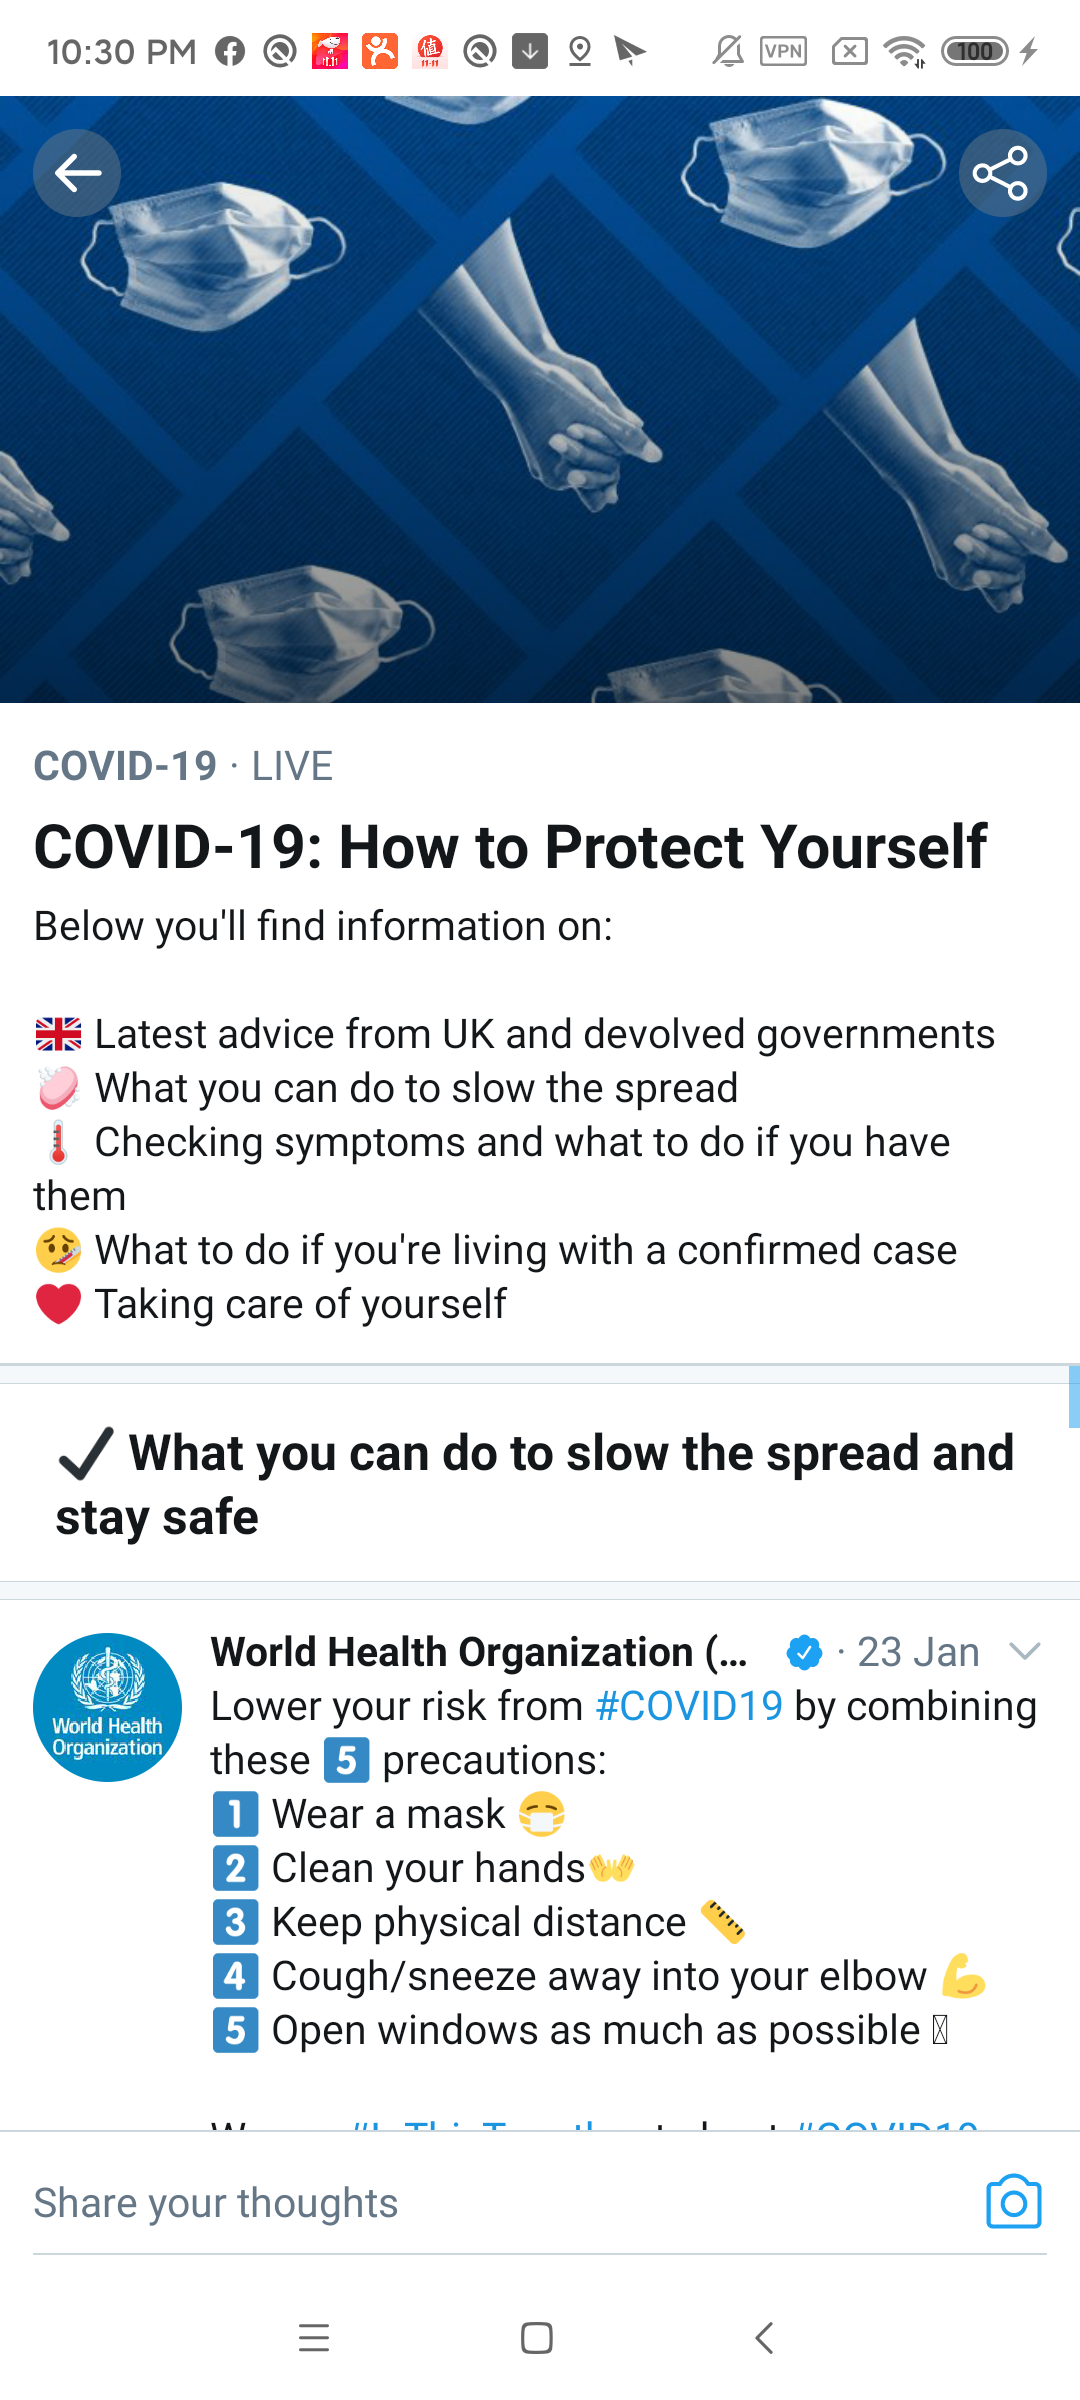 10:30 PM
VPN
100
COVID-19 · LIVE
COVID-19: How to Protect Yourself
Below you'll find information on:
🇬🇧 Latest advice from UK and devolved governments
🧼 What you can do to slow the spread
🌡️ Checking symptoms and what to do if you have
them
🤒 What to do if you're living with a confirmed case
❤️ Taking care of yourself
✔️ What you can do to slow the spread and
stay safe
World Health Organization (... · 23 Jan
World Health
Organization
Lower your risk from #COVID19 by combining
these 5️⃣ precautions:
1️⃣ Wear a mask 😷
2️⃣ Clean your hands👐
3️⃣ Keep physical distance 📏
4️⃣ Cough/sneeze away into your elbow 💪
5️⃣ Open windows as much as possible
Share your thoughts